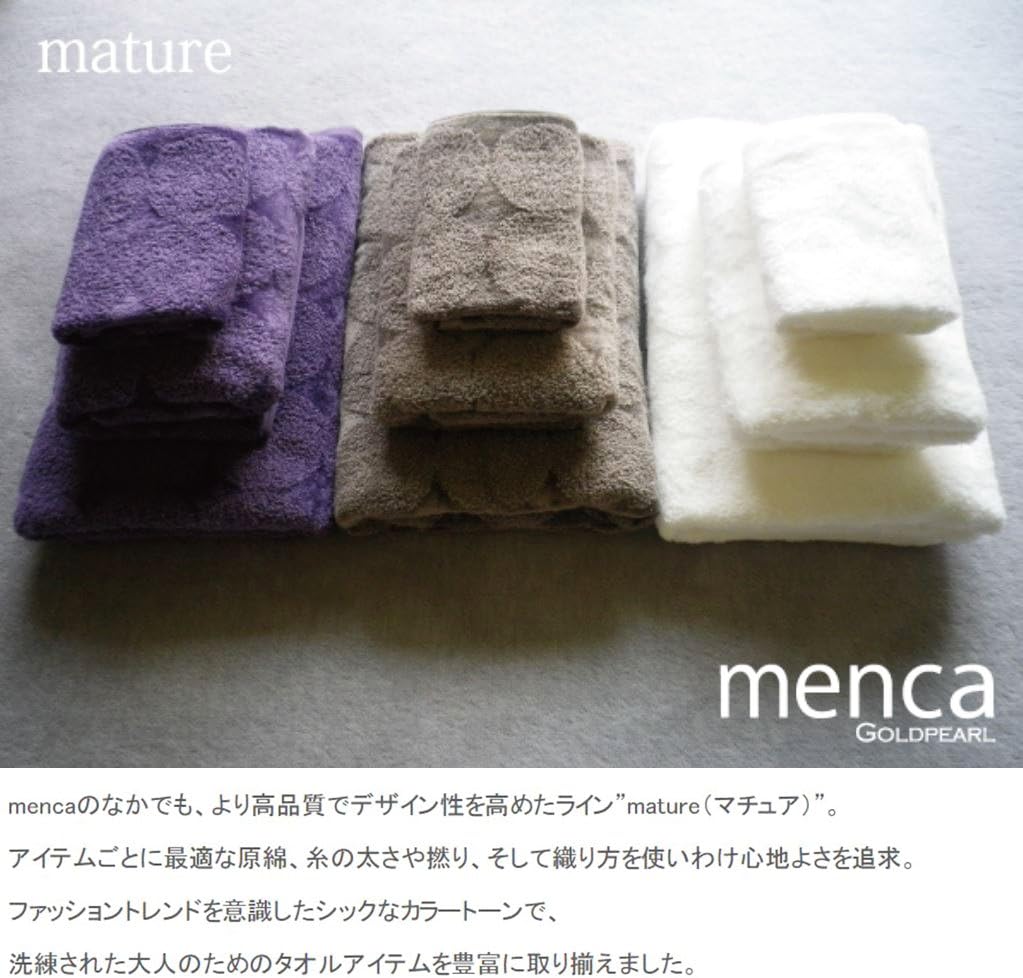 mature
menca
GOLDPEARL
mencaのなかでも、より高品質でデザイン性を高めたライン”mature（マチュア）”。
アイテムごとに最適な原綿、糸の太さや撚り、そして織り方を使いわけ心地よさを追求。
ファッショントレンドを意識したシックなカラートーンで、
洗練された大人のためのタオルアイテムを豊富に取り揃えました。